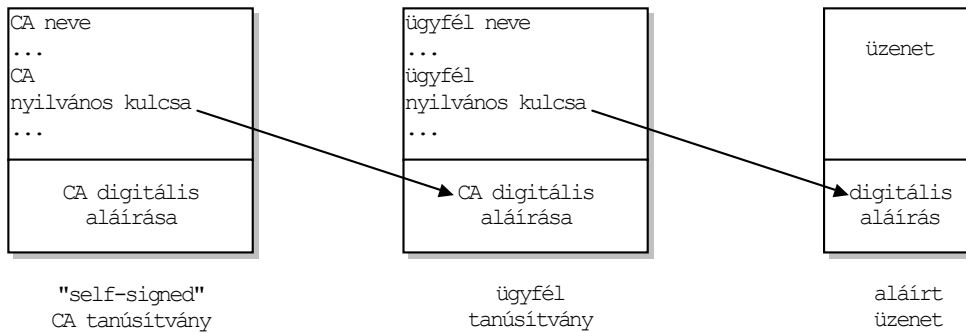 CA neve
...
CA
nyilvános kulcsa
...
CA digitális
aláírása
"self-signed"
CA tanúsítvány
ügyfél neve
...
ügyfél
nyilvános kulcsa
...
CA digitális
aláírása
ügyfél
tanúsítvány
üzenet
digitális
aláírás
aláírt
üzenet